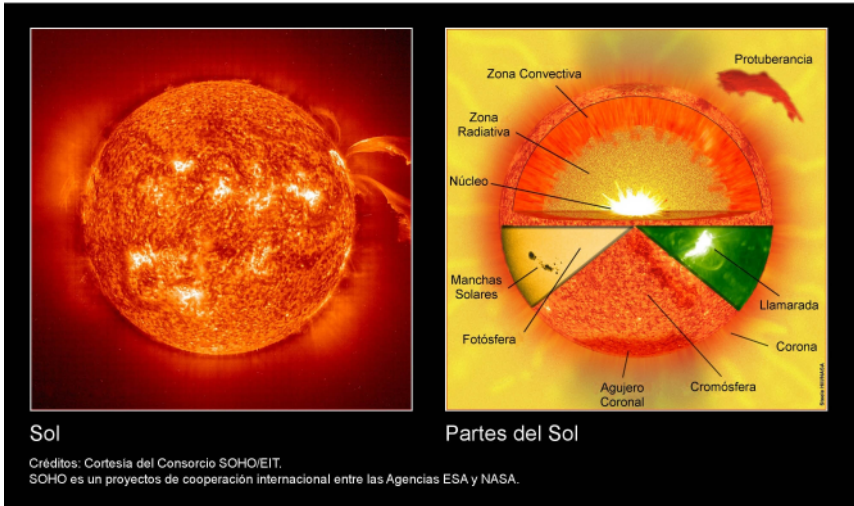 Protuberancia
Zona Convectiva
Zona
Radiativa
Núcleo
Manchas
Solares
Fotósfera
Agujero
Coronal
Cromósfera
Corona
Llamarada
Sol
Partes del Sol
Créditos: Cortesía del Consorcio SOHO/EIT.
SOHO es un proyectos de cooperación internacional entre las Agencias ESA y NASA.